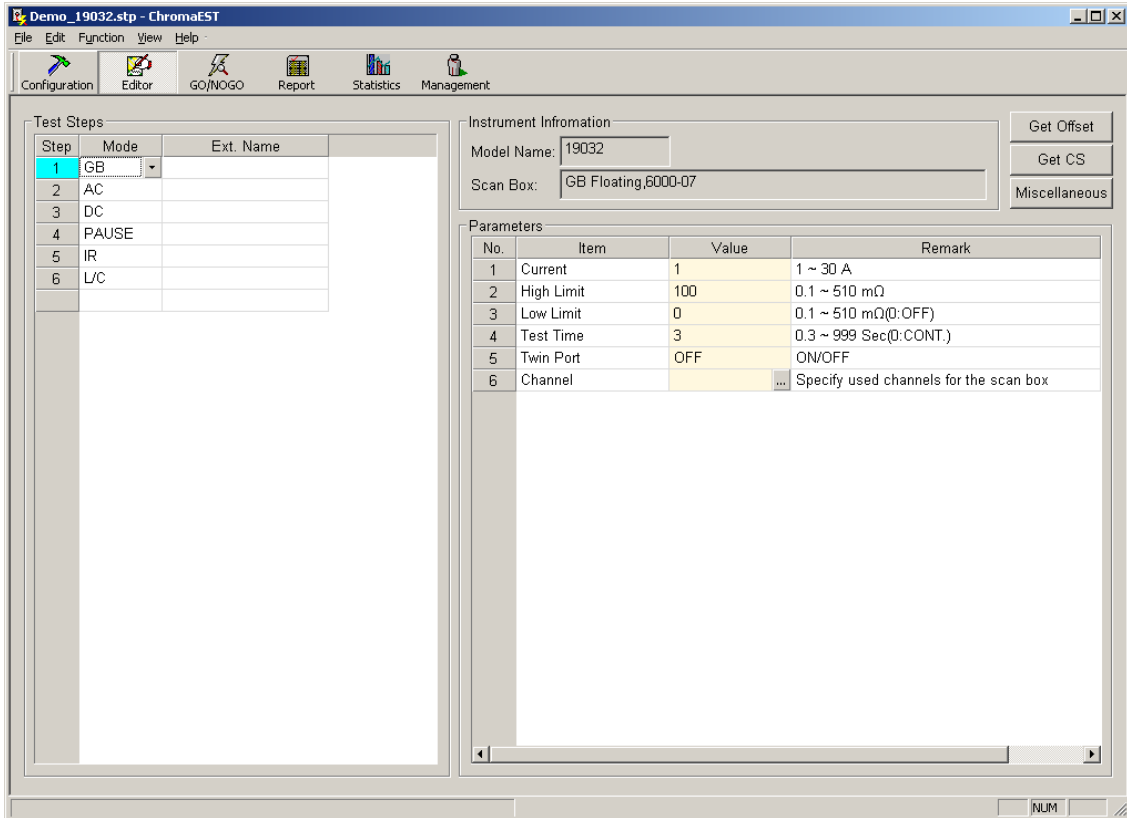 Demo_19032.stp - ChromaEST
File Edit Function View Help
Configuration Editor GO/NOGO Report Statistics Management
Test Steps
Step Mode Ext. Name
1 GB
2 AC
3 DC
4 PAUSE
5 IR
6 L/C
Instrument Infromation
Model Name: 19032
Scan Box: GB Floating,6000-07
Get Offset
Get CS
Miscellaneous
Parameters
No. Item Value Remark
1 Current 1 1 ~ 30 A
2 High Limit 100 0.1 ~ 510 mΩ
3 Low Limit 0 0.1 ~ 510 mΩ(0:OFF)
4 Test Time 3 0.3 ~ 999 Sec(0:CONT.)
5 Twin Port OFF ON/OFF
6 Channel ... Specify used channels for the scan box
NUM